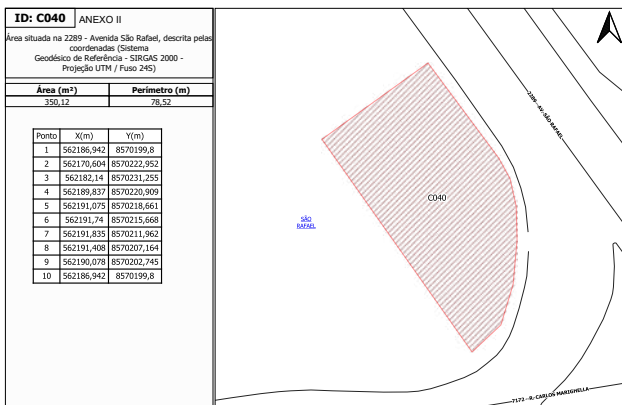 ID: C040 ANEXO II
Área situada na 2289 - Avenida São Rafael, descrita pelas
coordenadas (Sistema
Geodésico de Referência - SIRGAS 2000 -
Projeção UTM / Fuso 24S)
Área (m²) Perímetro (m)
350,12 78,52
Ponto X(m) Y(m)
1 562186,942 8570199,8
2 562170,604 8570222,952
3 562182,14 8570231,255
4 562189,837 8570220,909
5 562191,075 8570218,661
6 562191,74 8570215,668
7 562191,835 8570211,962
8 562191,408 8570207,164
9 562190,078 8570202,745
10 562186,942 8570199,8
2289 - AV. SÃO RAFAEL
C040
SÃO
RAFAEL
7172 - R. CARLOS MARIGHELLA